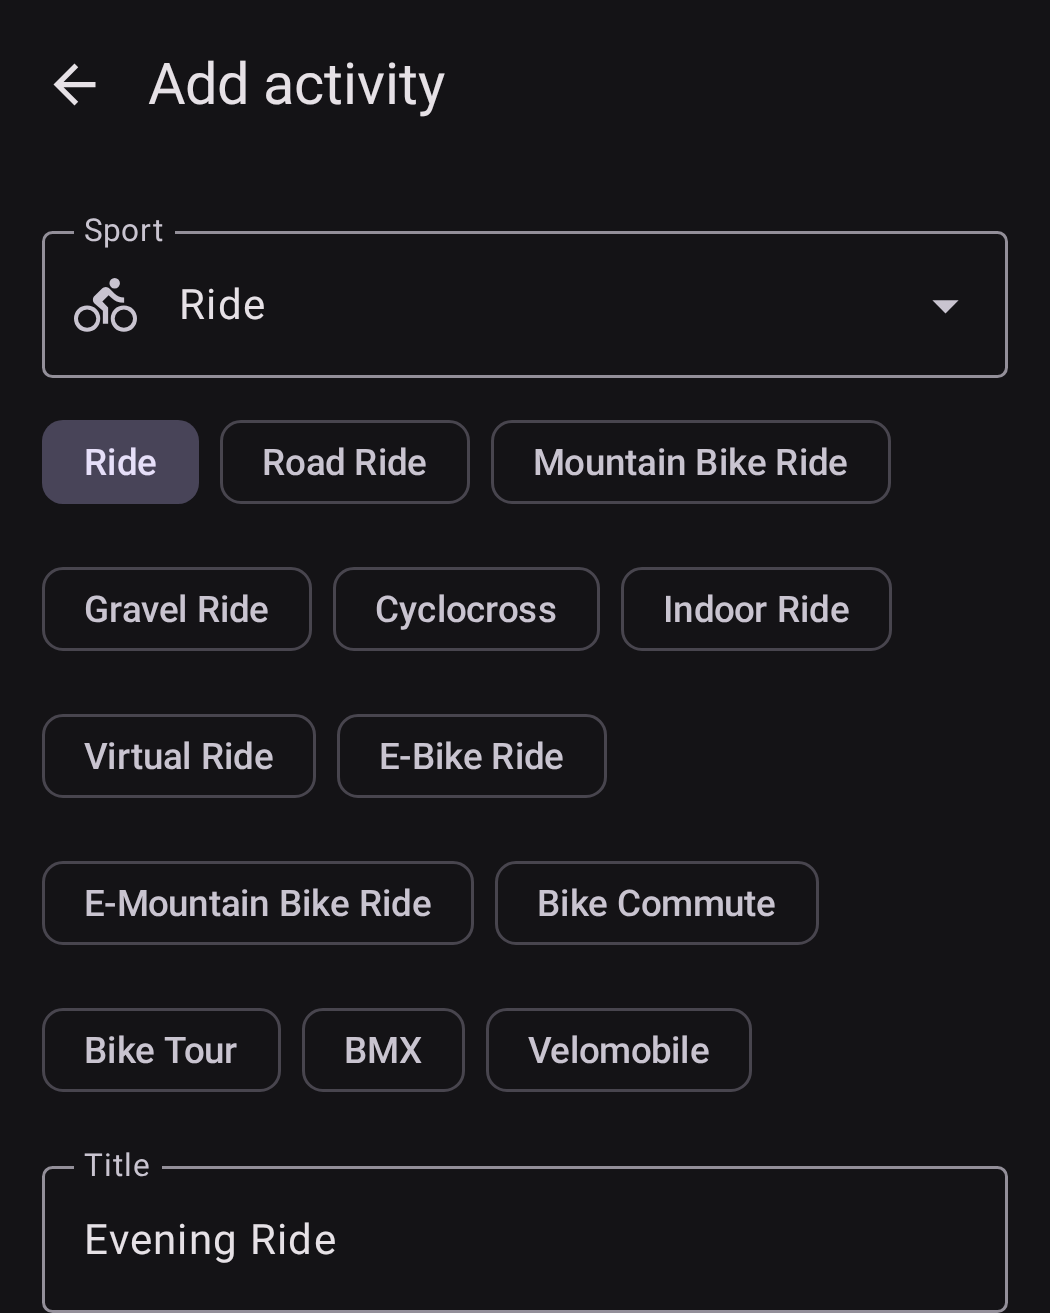 Add activity
Sport
Ride
Ride Road Ride Mountain Bike Ride
Gravel Ride Cyclocross Indoor Ride
Virtual Ride E-Bike Ride
E-Mountain Bike Ride Bike Commute
Bike Tour BMX Velomobile
Title
Evening Ride